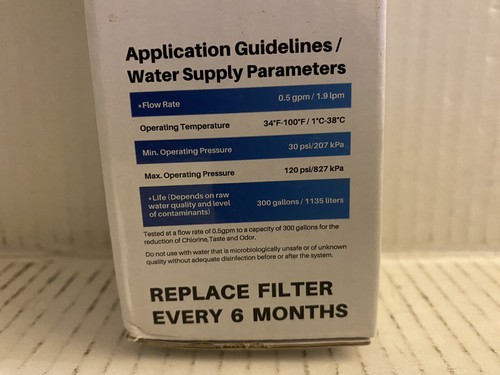 Application Guidelines /
Water Supply Parameters
•Flow Rate 0.5 gpm / 1.9 lpm
Operating Temperature 34°F-100°F / 1°C-38°C
Min. Operating Pressure 30 psi/207 kPa
Max. Operating Pressure 120 psi/827 kPa
•Life (Depends on raw
water quality and level
of contaminants) 300 gallons / 1135 liters
Tested at a flow rate of 0.5gpm to a capacity of 300 gallons for the
reduction of Chlorine,Taste and Odor.
Do not use with water that is microbiologically unsafe or of unknown
quality without adequate disinfection before or after the system.
REPLACE FILTER
EVERY 6 MONTHS